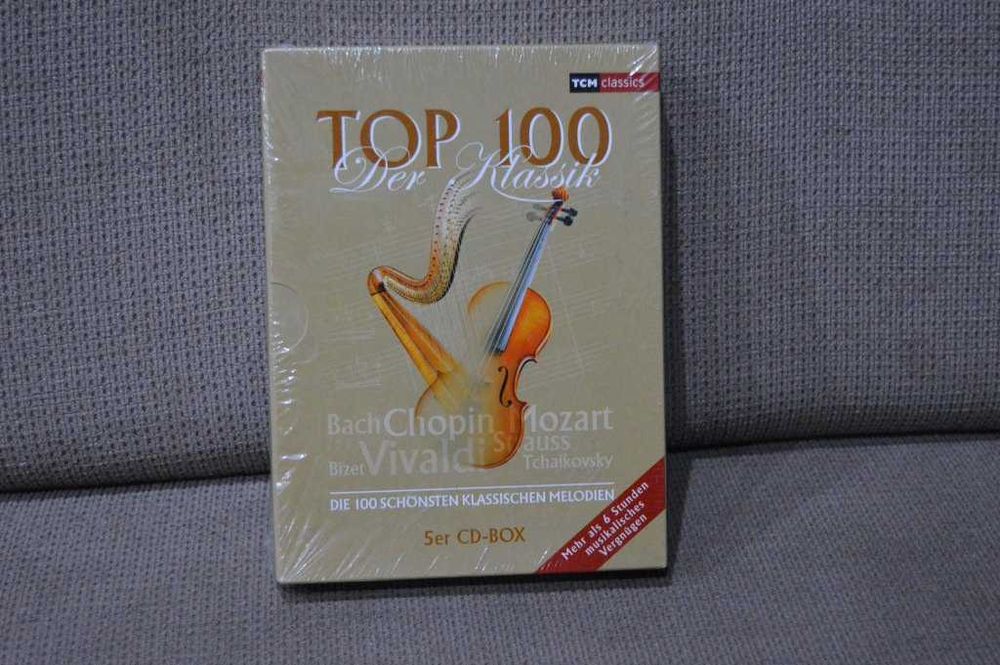 TCM classics
TOP 100
Der Klassik
Bach Chopin Mozart
Bizet Vivaldi Strauss
Tchaikovsky
DIE 100 SCHÖNSTEN KLASSISCHEN MELODIEN
5er CD-BOX
Mehr als 6 Stunden
musikalisches
Vergnügen